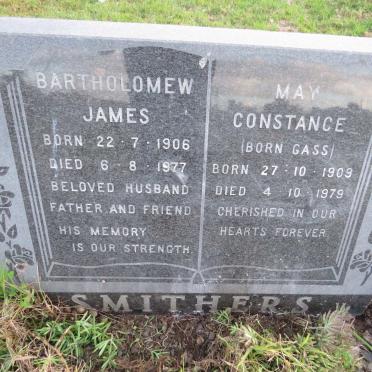 BARTHOLOMEW
JAMES
BORN 22 - 7 - 1906
DIED 6 - 8 - 1977
BELOVED HUSBAND
FATHER AND FRIEND
HIS MEMORY
IS OUR STRENGTH
MAY
CONSTANCE
(BORN GASS)
BORN 27 - 10 - 1909
DIED 4 - 10 - 1979
CHERISHED IN OUR
HEARTS FOREVER
SMITHERS